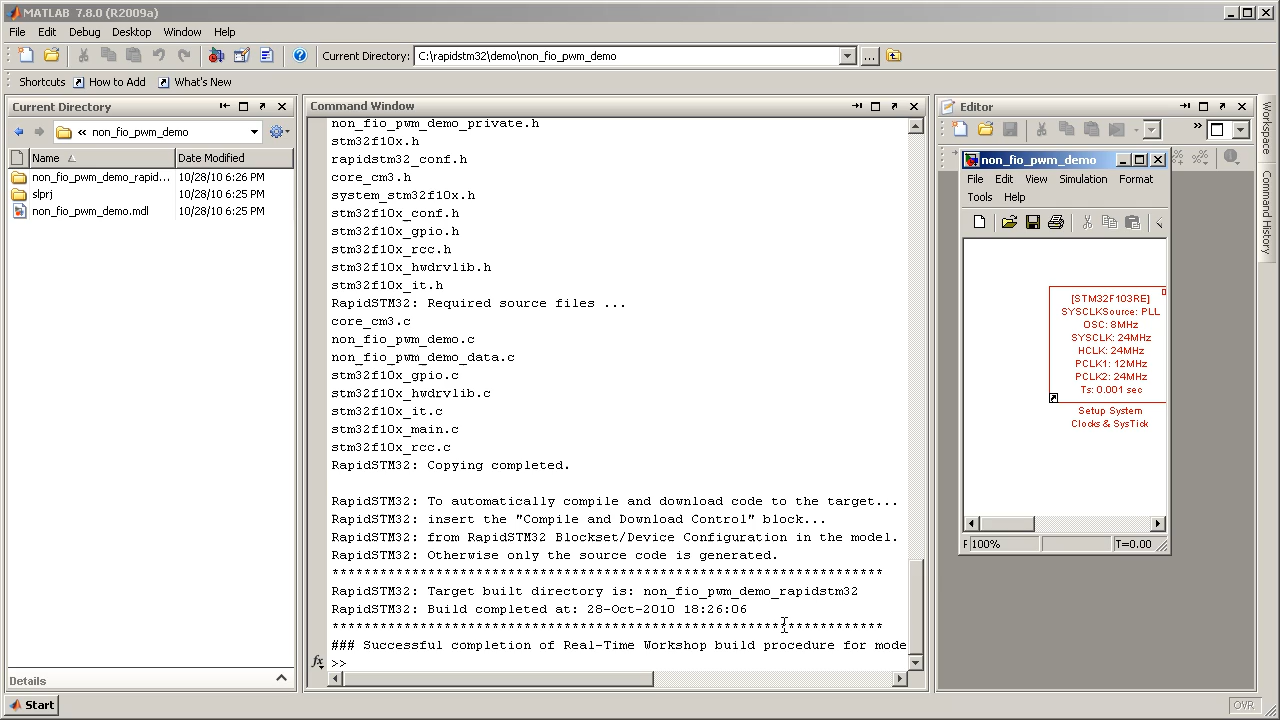 MATLAB 7.8.0 (R2009a)
File Edit Debug Desktop Window Help
Current Directory: C:\rapidstm32\demo\non_fio_pwm_demo
Shortcuts How to Add What's New
Current Directory
« non_fio_pwm_demo
Name Date Modified
non_fio_pwm_demo_rapid... 10/28/10 6:26 PM
slprj 10/28/10 6:25 PM
non_fio_pwm_demo.mdl 10/28/10 6:25 PM
Details
Command Window
non_fio_pwm_demo_private.h
stm32f10x.h
rapidstm32_conf.h
core_cm3.h
system_stm32f10x.h
stm32f10x_conf.h
stm32f10x_gpio.h
stm32f10x_rcc.h
stm32f10x_hwdrvlib.h
stm32f10x_it.h
RapidSTM32: Required source files ...
core_cm3.c
non_fio_pwm_demo.c
non_fio_pwm_demo_data.c
stm32f10x_gpio.c
stm32f10x_hwdrvlib.c
stm32f10x_it.c
stm32f10x_main.c
stm32f10x_rcc.c
RapidSTM32: Copying completed.
RapidSTM32: To automatically compile and download code to the target...
RapidSTM32: insert the "Compile and Download Control" block...
RapidSTM32: from RapidSTM32 Blockset/Device Configuration in the model.
RapidSTM32: Otherwise only the source code is generated.
*********************************************************************
RapidSTM32: Target built directory is: non_fio_pwm_demo_rapidstm32
RapidSTM32: Build completed at: 28-Oct-2010 18:26:06
*********************************************************************
### Successful completion of Real-Time Workshop build procedure for mode
fx >>
Editor
non_fio_pwm_demo
File Edit View Simulation Format
Tools Help
[STM32F103RE]
SYSCLKSource: PLL
OSC: 8MHz
SYSCLK: 24MHz
HCLK: 24MHz
PCLK1: 12MHz
PCLK2: 24MHz
Ts: 0.001 sec
Setup System
Clocks & SysTick
F 100% T=0.00
Workspace
Command History
Start
OVR